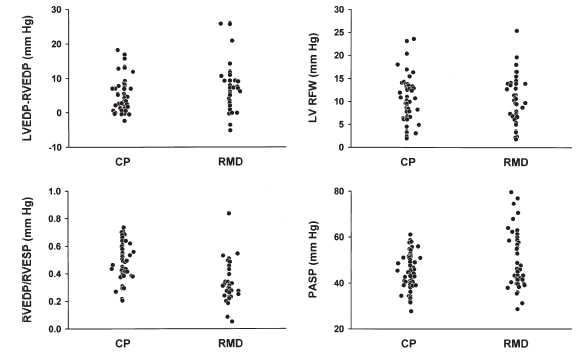 LVEDP-RVEDP (mm Hg)
30
20
10
0
-10
CP RMD
LV RFW (mm Hg)
30
25
20
15
10
5
0
CP RMD
RVEDP/RVESP (mm Hg)
1.0
0.8
0.6
0.4
0.2
0.0
CP RMD
PASP (mm Hg)
80
60
40
20
CP RMD